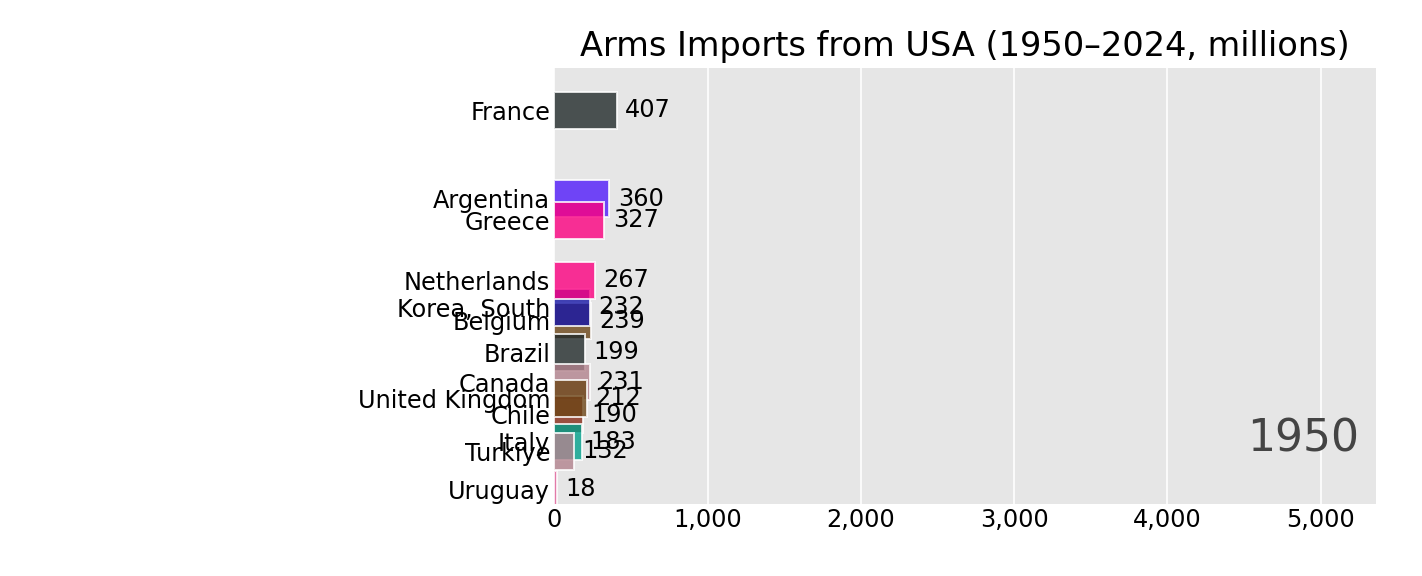 Arms Imports from USA (1950–2024, millions)
France 407
Argentina 360
Greece 327
Netherlands 267
Korea, South 232
Belgium 239
Brazil 199
Canada 231
United Kingdom 212
Chile 190
Italy 183
Turkiye 132
Uruguay 18
1950
0 1,000 2,000 3,000 4,000 5,000